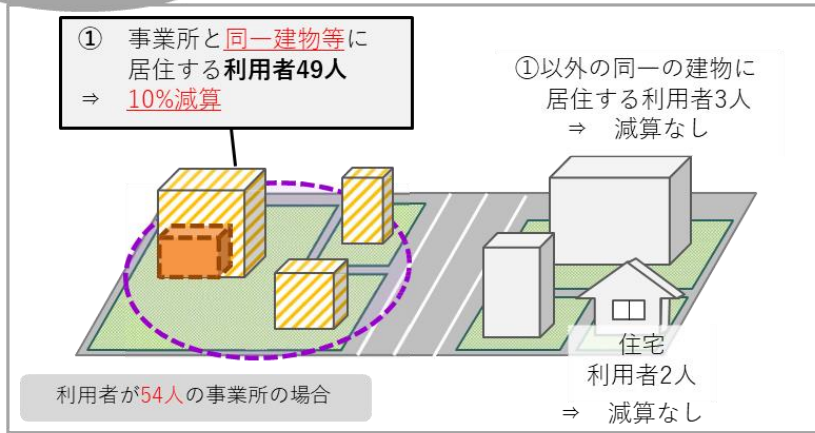 ① 事業所と同一建物等に
居住する利用者49人
⇒ 10%減算
①以外の同一の建物に
居住する利用者3人
⇒ 減算なし
住宅
利用者2人
⇒ 減算なし
利用者が54人の事業所の場合